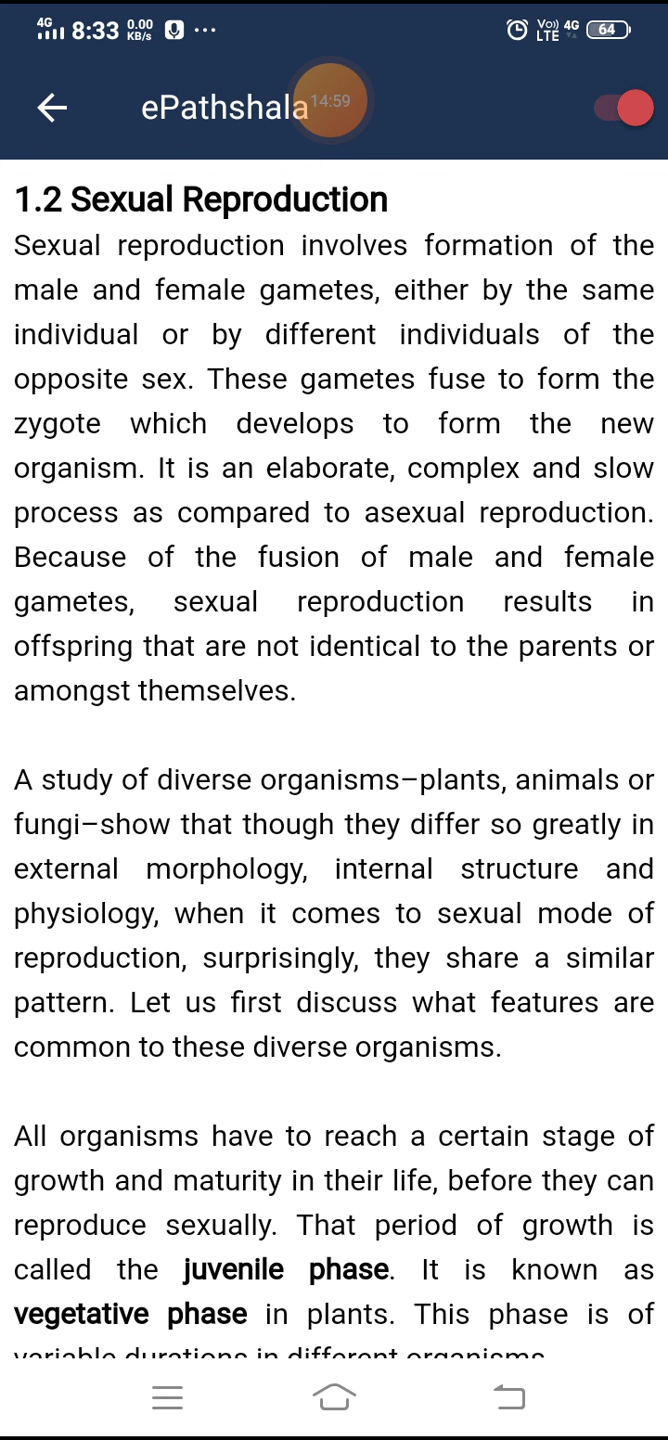 4G 8:33 0.00 KB/s ... Vo)) LTE 4G 64
ePathshala 14:59
1.2 Sexual Reproduction
Sexual reproduction involves formation of the
male and female gametes, either by the same
individual or by different individuals of the
opposite sex. These gametes fuse to form the
zygote which develops to form the new
organism. It is an elaborate, complex and slow
process as compared to asexual reproduction.
Because of the fusion of male and female
gametes, sexual reproduction results in
offspring that are not identical to the parents or
amongst themselves.
A study of diverse organisms–plants, animals or
fungi–show that though they differ so greatly in
external morphology, internal structure and
physiology, when it comes to sexual mode of
reproduction, surprisingly, they share a similar
pattern. Let us first discuss what features are
common to these diverse organisms.
All organisms have to reach a certain stage of
growth and maturity in their life, before they can
reproduce sexually. That period of growth is
called the juvenile phase. It is known as
vegetative phase in plants. This phase is of
variable durations in different organisms